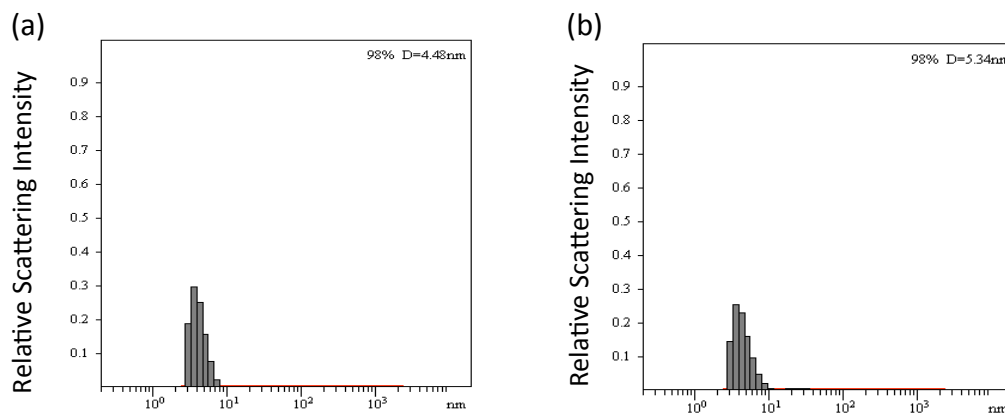 (a)
98% D=4.48nm
Relative Scattering Intensity
0.9
0.8
0.7
0.6
0.5
0.4
0.3
0.2
0.1
10⁰ 10¹ 10² 10³ nm
(b)
98% D=5.34nm
Relative Scattering Intensity
0.9
0.8
0.7
0.6
0.5
0.4
0.3
0.2
0.1
10⁰ 10¹ 10² 10³ nm